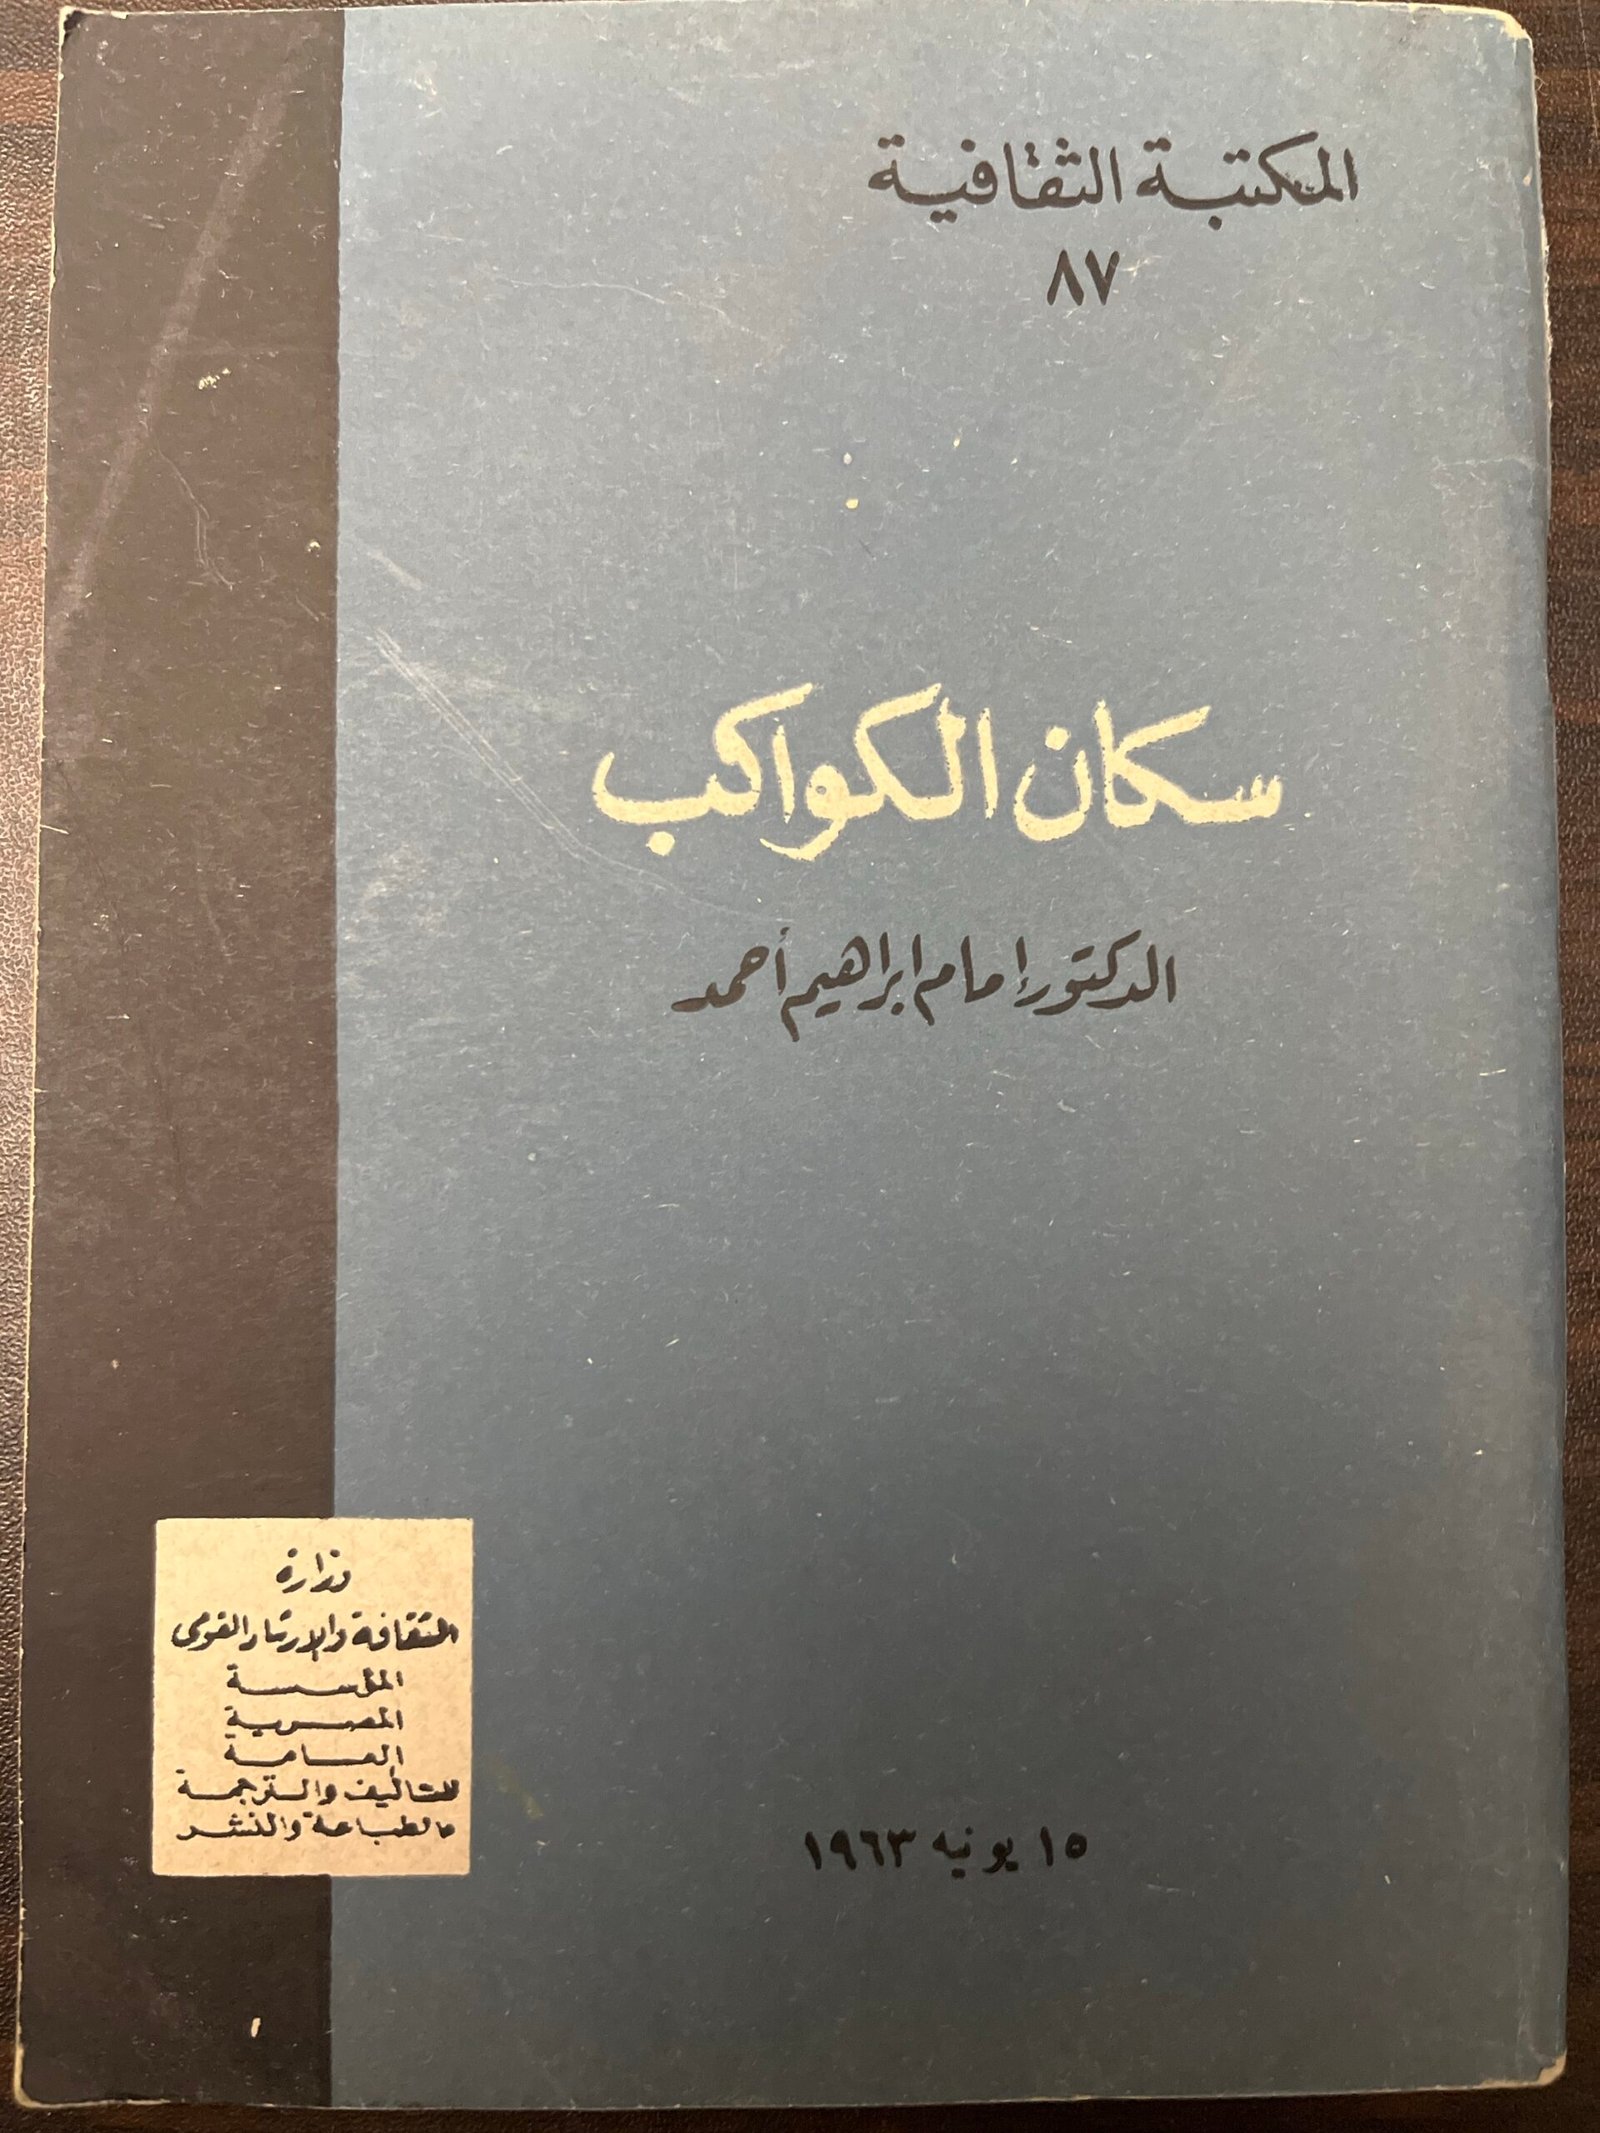 المكتبة الثقافية
٨٧
سكان الكواكب
الدكتور إمام ابراهيم أحمد
وزارة
الثقافة والإرشاد القومى
المؤسسة
المصرية
العامة
للتأليف والترجمة
والطباعة والنشر
١٥ يونيه ١٩٦٣